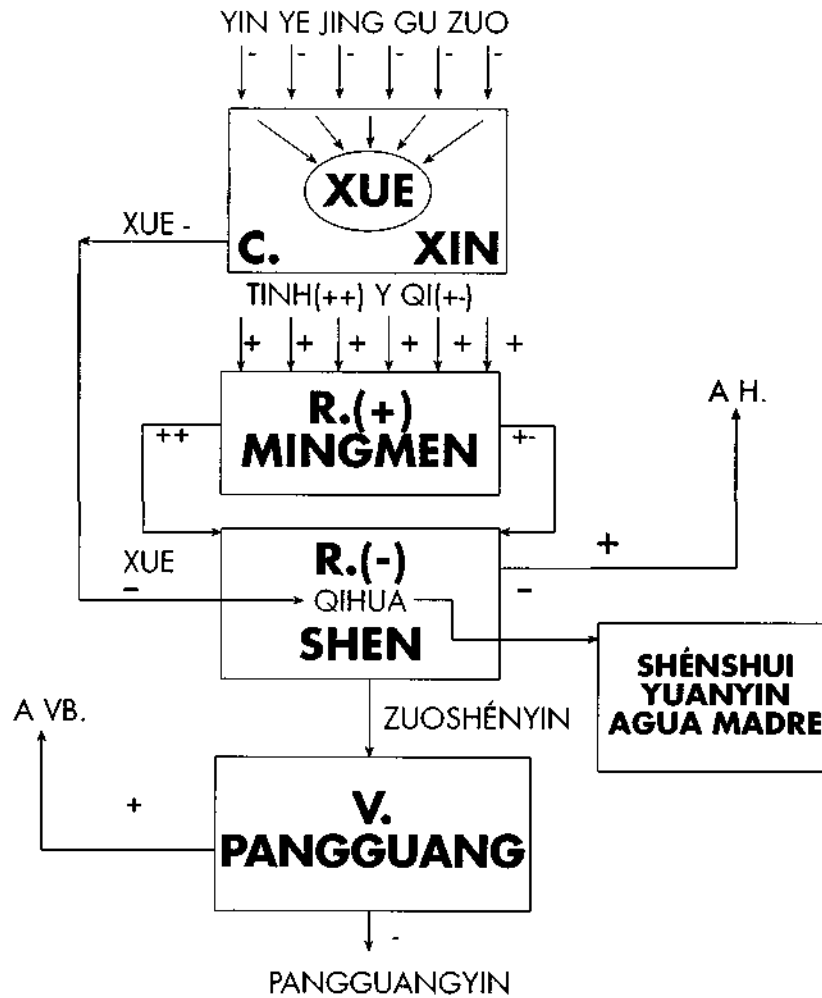 YIN YE JING GU ZUO
- - - - - -
XUE
XUE -
C. XIN
TINH(++) Y QI(+-)
+ + + + + +
R.(+)
MINGMEN
++
+-
A H.
R.(-)
+
XUE
-
-
QIHUA
SHEN
SHÉNSHUI
YUANYIN
AGUA MADRE
A VB.
ZUOSHÉNYIN
+
V.
PANGGUANG
-
PANGGUANGYIN